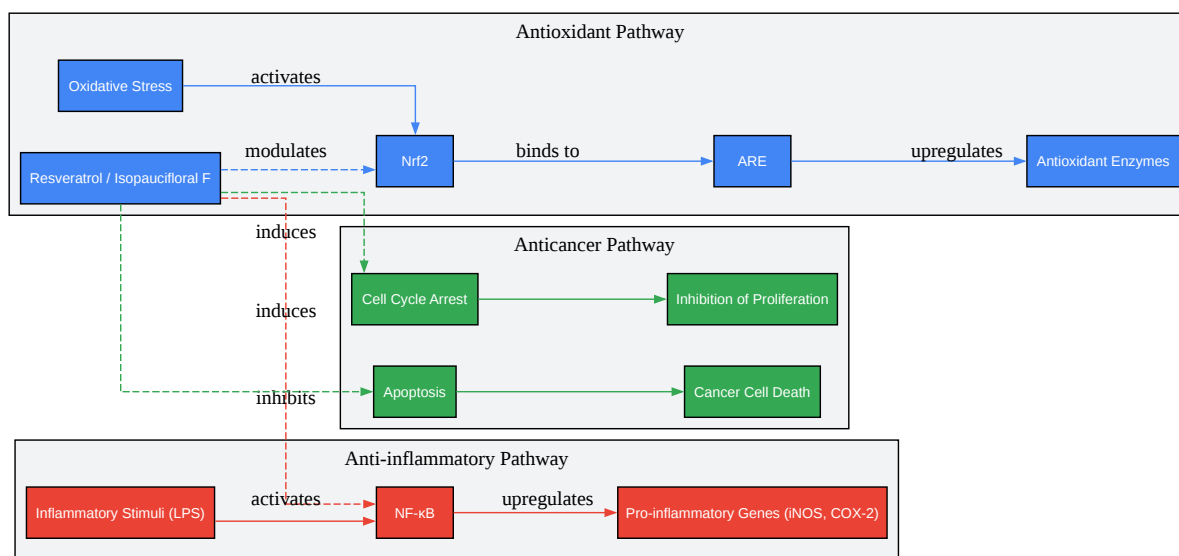 Antioxidant Pathway
Oxidative Stress
activates
Resveratrol / Isopaucifloral F
modulates
Nrf2
binds to
ARE
upregulates
Antioxidant Enzymes
induces
Anticancer Pathway
Cell Cycle Arrest
Inhibition of Proliferation
induces
Apoptosis
Cancer Cell Death
inhibits
Anti-inflammatory Pathway
Inflammatory Stimuli (LPS)
activates
NF-κB
upregulates
Pro-inflammatory Genes (iNOS, COX-2)